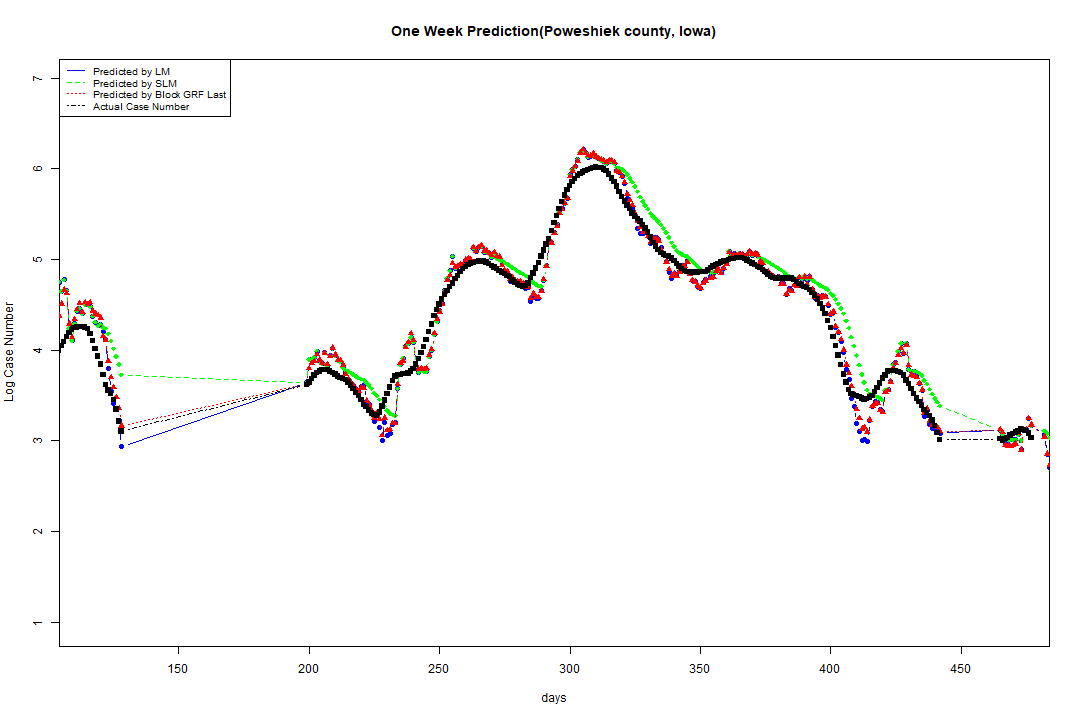 One Week Prediction(Poweshiek county, Iowa)
Predicted by LM
Predicted by SLM
Predicted by Block GRF Last
Actual Case Number
Log Case Number
7
6
5
4
3
2
1
150 200 250 300 350 400 450
days